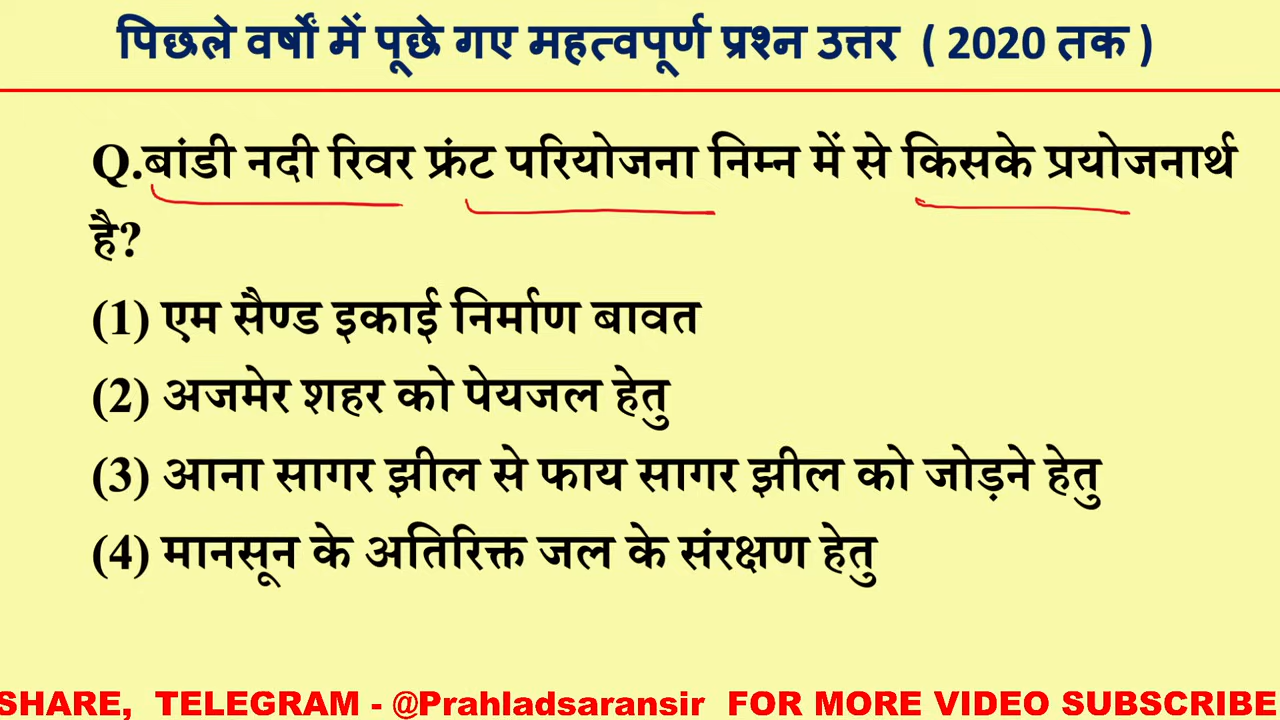 पिछले वर्षों में पूछे गए महत्वपूर्ण प्रश्न उत्तर ( 2020 तक )
Q.बांडी नदी रिवर फ्रंट परियोजना निम्न में से किसके प्रयोजनार्थ
है?
(1) एम सैण्ड इकाई निर्माण बावत
(2) अजमेर शहर को पेयजल हेतु
(3) आना सागर झील से फाय सागर झील को जोड़ने हेतु
(4) मानसून के अतिरिक्त जल के संरक्षण हेतु
SHARE, TELEGRAM - @Prahladsaransir FOR MORE VIDEO SUBSCRIBE